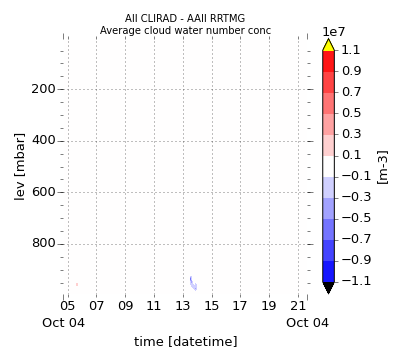 All CLIRAD - AAll RRTMG
Average cloud water number conc
1e7
1.1
0.9
0.7
0.5
0.3
0.1
−0.1
−0.3
−0.5
−0.7
−0.9
−1.1
[m-3]
lev [mbar]
200
400
600
800
05 07 09 11 13 15 17 19 21
Oct 04 Oct 04
time [datetime]